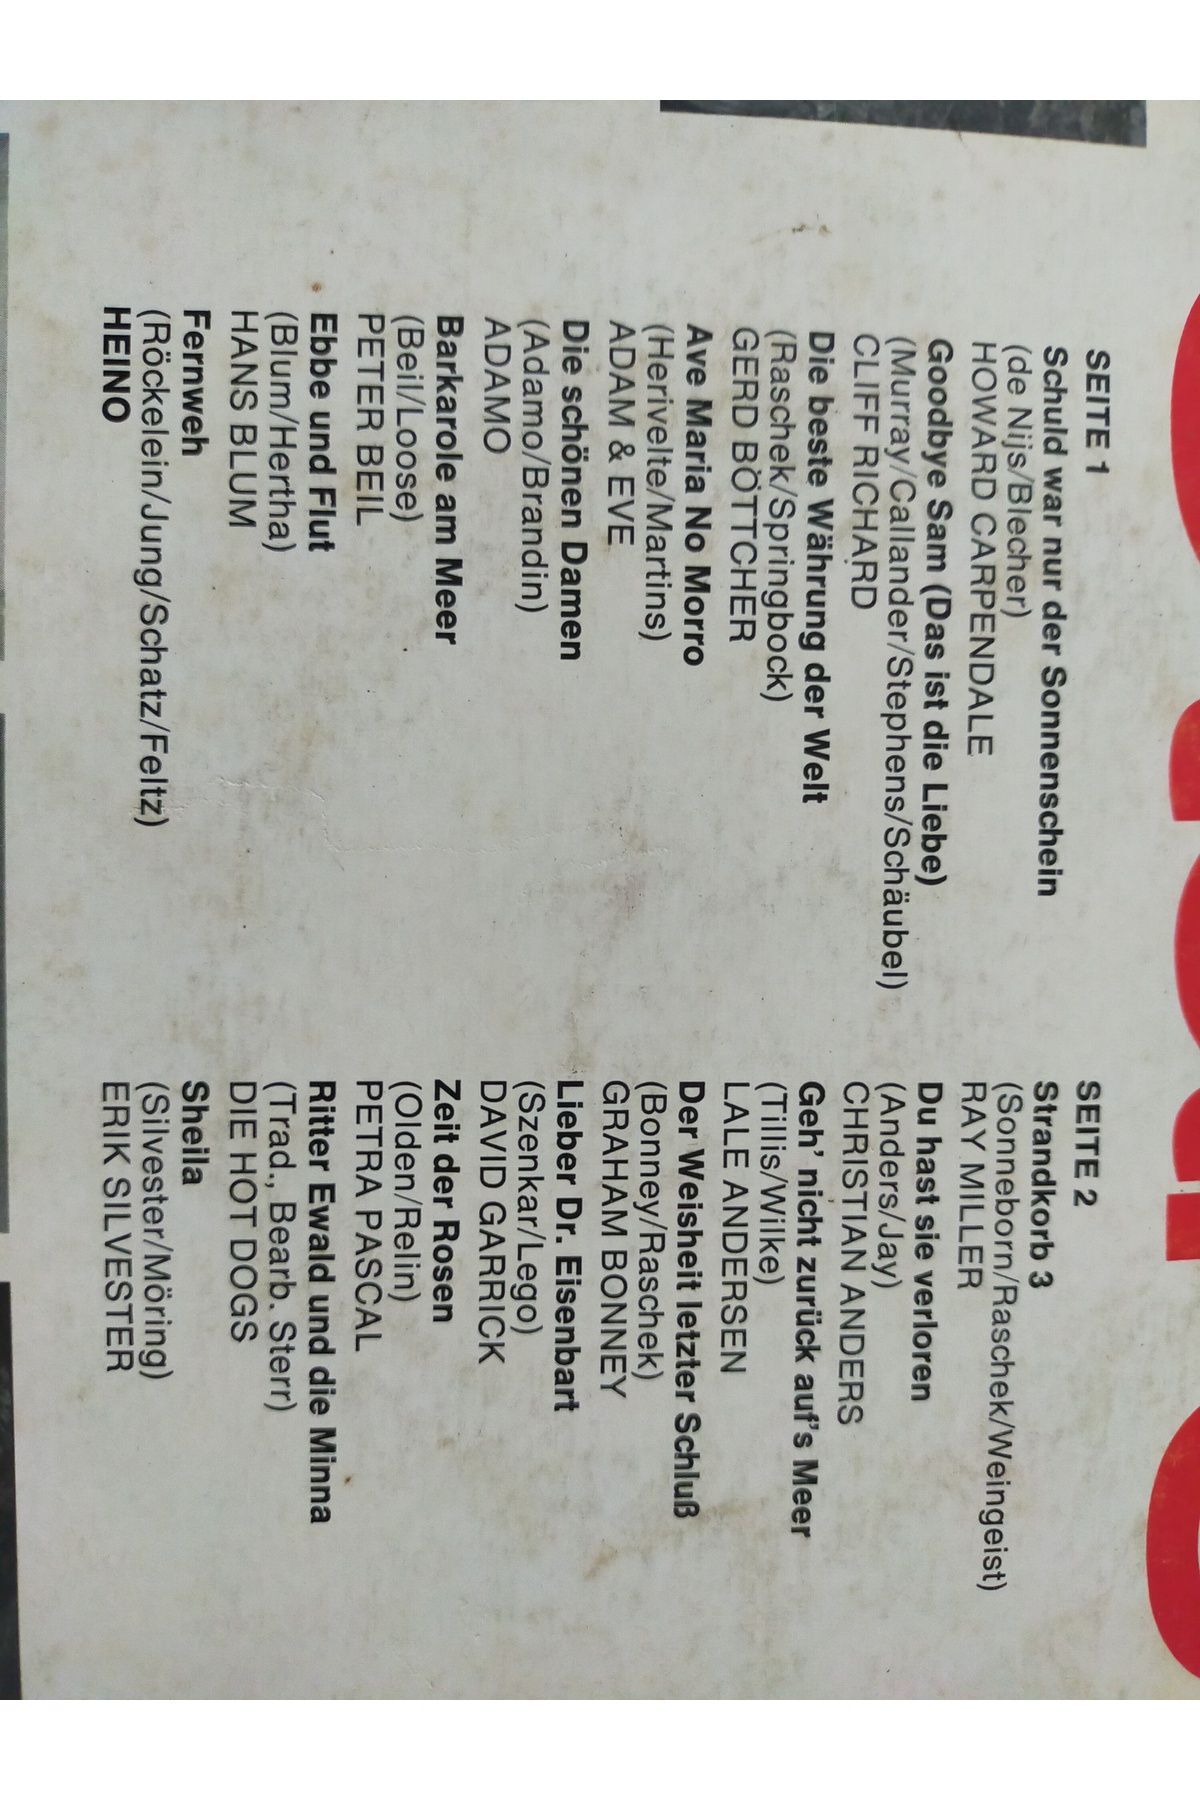 SEITE 1
Schuld war nur der Sonnenschein
(de Nijs/Blecher)
HOWARD CARPENDALE
Goodbye Sam (Das ist die Liebe)
(Murray/Callander/Stephens/Schäubel)
CLIFF RICHARD
Die beste Währung der Welt
(Raschek/Springbock)
GERD BÖTTCHER
Ave Maria No Morro
(Herivelte/Martins)
ADAM & EVE
Die schönen Damen
(Adamo/Brandin)
ADAMO
Barkarole am Meer
(Beil/Loose)
PETER BEIL
Ebbe und Flut
(Blum/Hertha)
HANS BLUM
Fernweh
(Röckelein/Jung/Schatz/Feltz)
HEINO
SEITE 2
Strandkorb 3
(Sonneborn/Raschek/Weingeist)
RAY MILLER
Du hast sie verloren
(Anders/Jay)
CHRISTIAN ANDERS
Geh' nicht zurück auf's Meer
(Tillis/Wilke)
LALE ANDERSEN
Der Weisheit letzter Schluß
(Bonney/Raschek)
GRAHAM BONNEY
Lieber Dr. Eisenbart
(Szenkar/Lego)
DAVID GARRICK
Zeit der Rosen
(Olden/Relin)
PETRA PASCAL
Ritter Ewald und die Minna
(Trad., Bearb. Sterr)
DIE HOT DOGS
Sheila
(Silvester/Möring)
ERIK SILVESTER